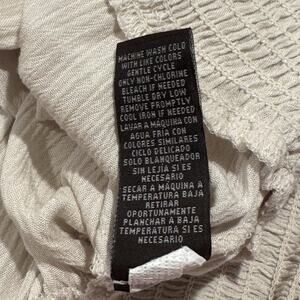 MACHINE WASH COLD
WITH LIKE COLORS
GENTLE CYCLE
ONLY NON-CHLORINE
BLEACH IF NEEDED
TUMBLE DRY LOW
REMOVE PROMPTLY
COOL IRON IF NEEDED
LAVAR A MÁQUINA CON
AGUA FRIA CON
COLORES SIMILARES
CICLO DELICADO
SOLO BLANQUEADOR
SIN LEJÍA SI ES
NECESARIO
SECAR A MÁQUINA A
TEMPERATURA BAJA
RETIRAR
OPORTUNAMENTE
PLANCHAR A BAJA
TEMPERATURA SI ES
NECESARIO